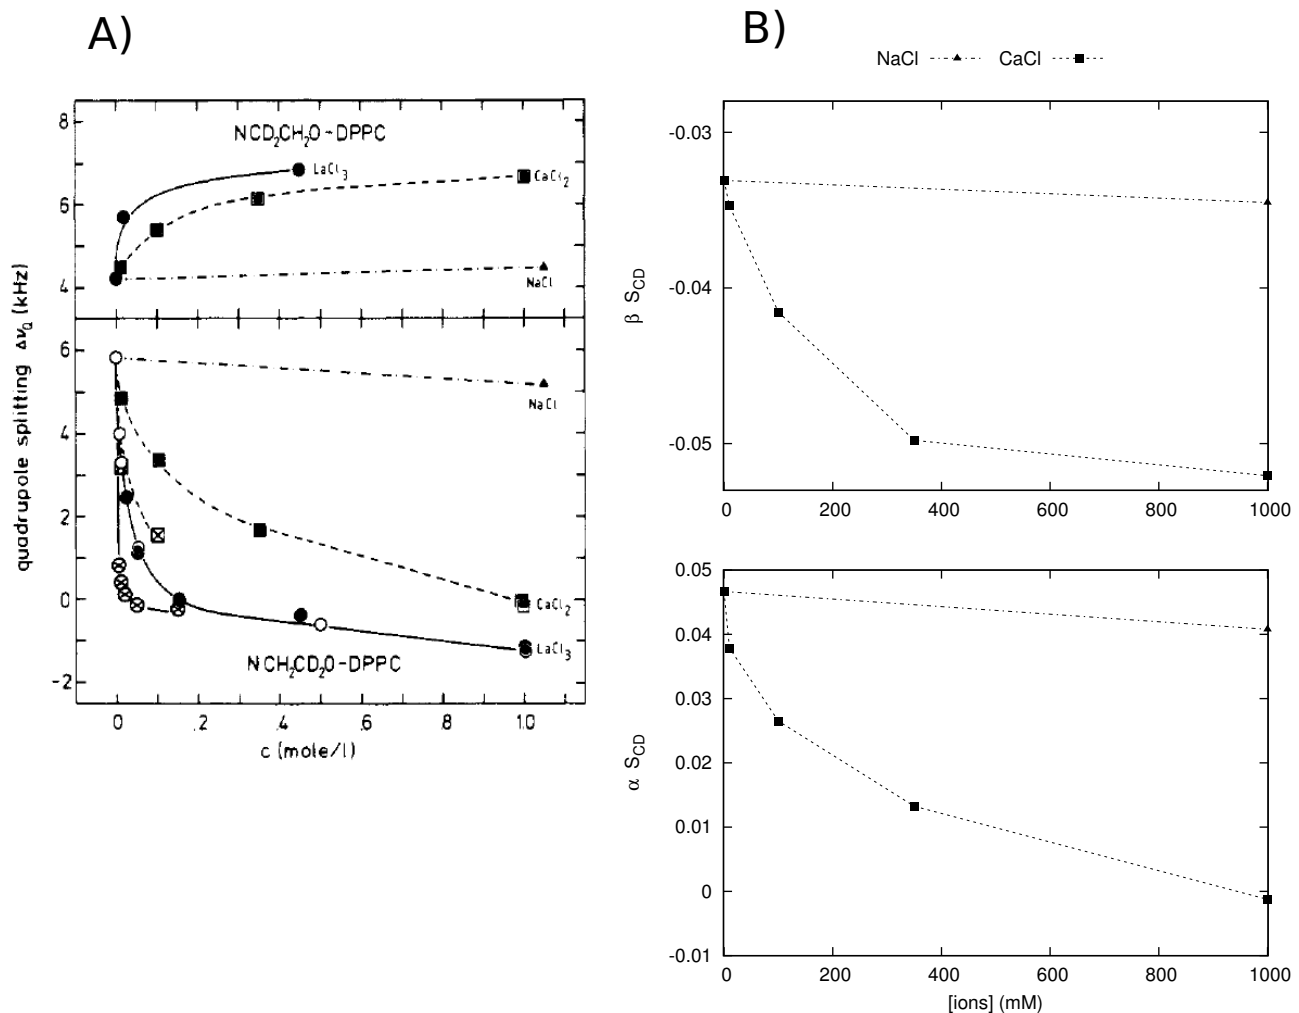 A)
8
6
4
6
4
2
0
-2
NCD2CH2O-DPPC
LaCl3
CaCl2
NaCl
NaCl
CaCl2
LaCl3
NCH2CD2O-DPPC
quadrupole splitting ΔνQ (kHz)
0 .2 .4 .6 .8 1.0
c (mole/l)
B)
NaCl CaCl
-0.03
-0.04
-0.05
β SCD
0 200 400 600 800 1000
0.05
0.04
0.03
0.02
0.01
0
-0.01
α SCD
0 200 400 600 800 1000
[ions] (mM)